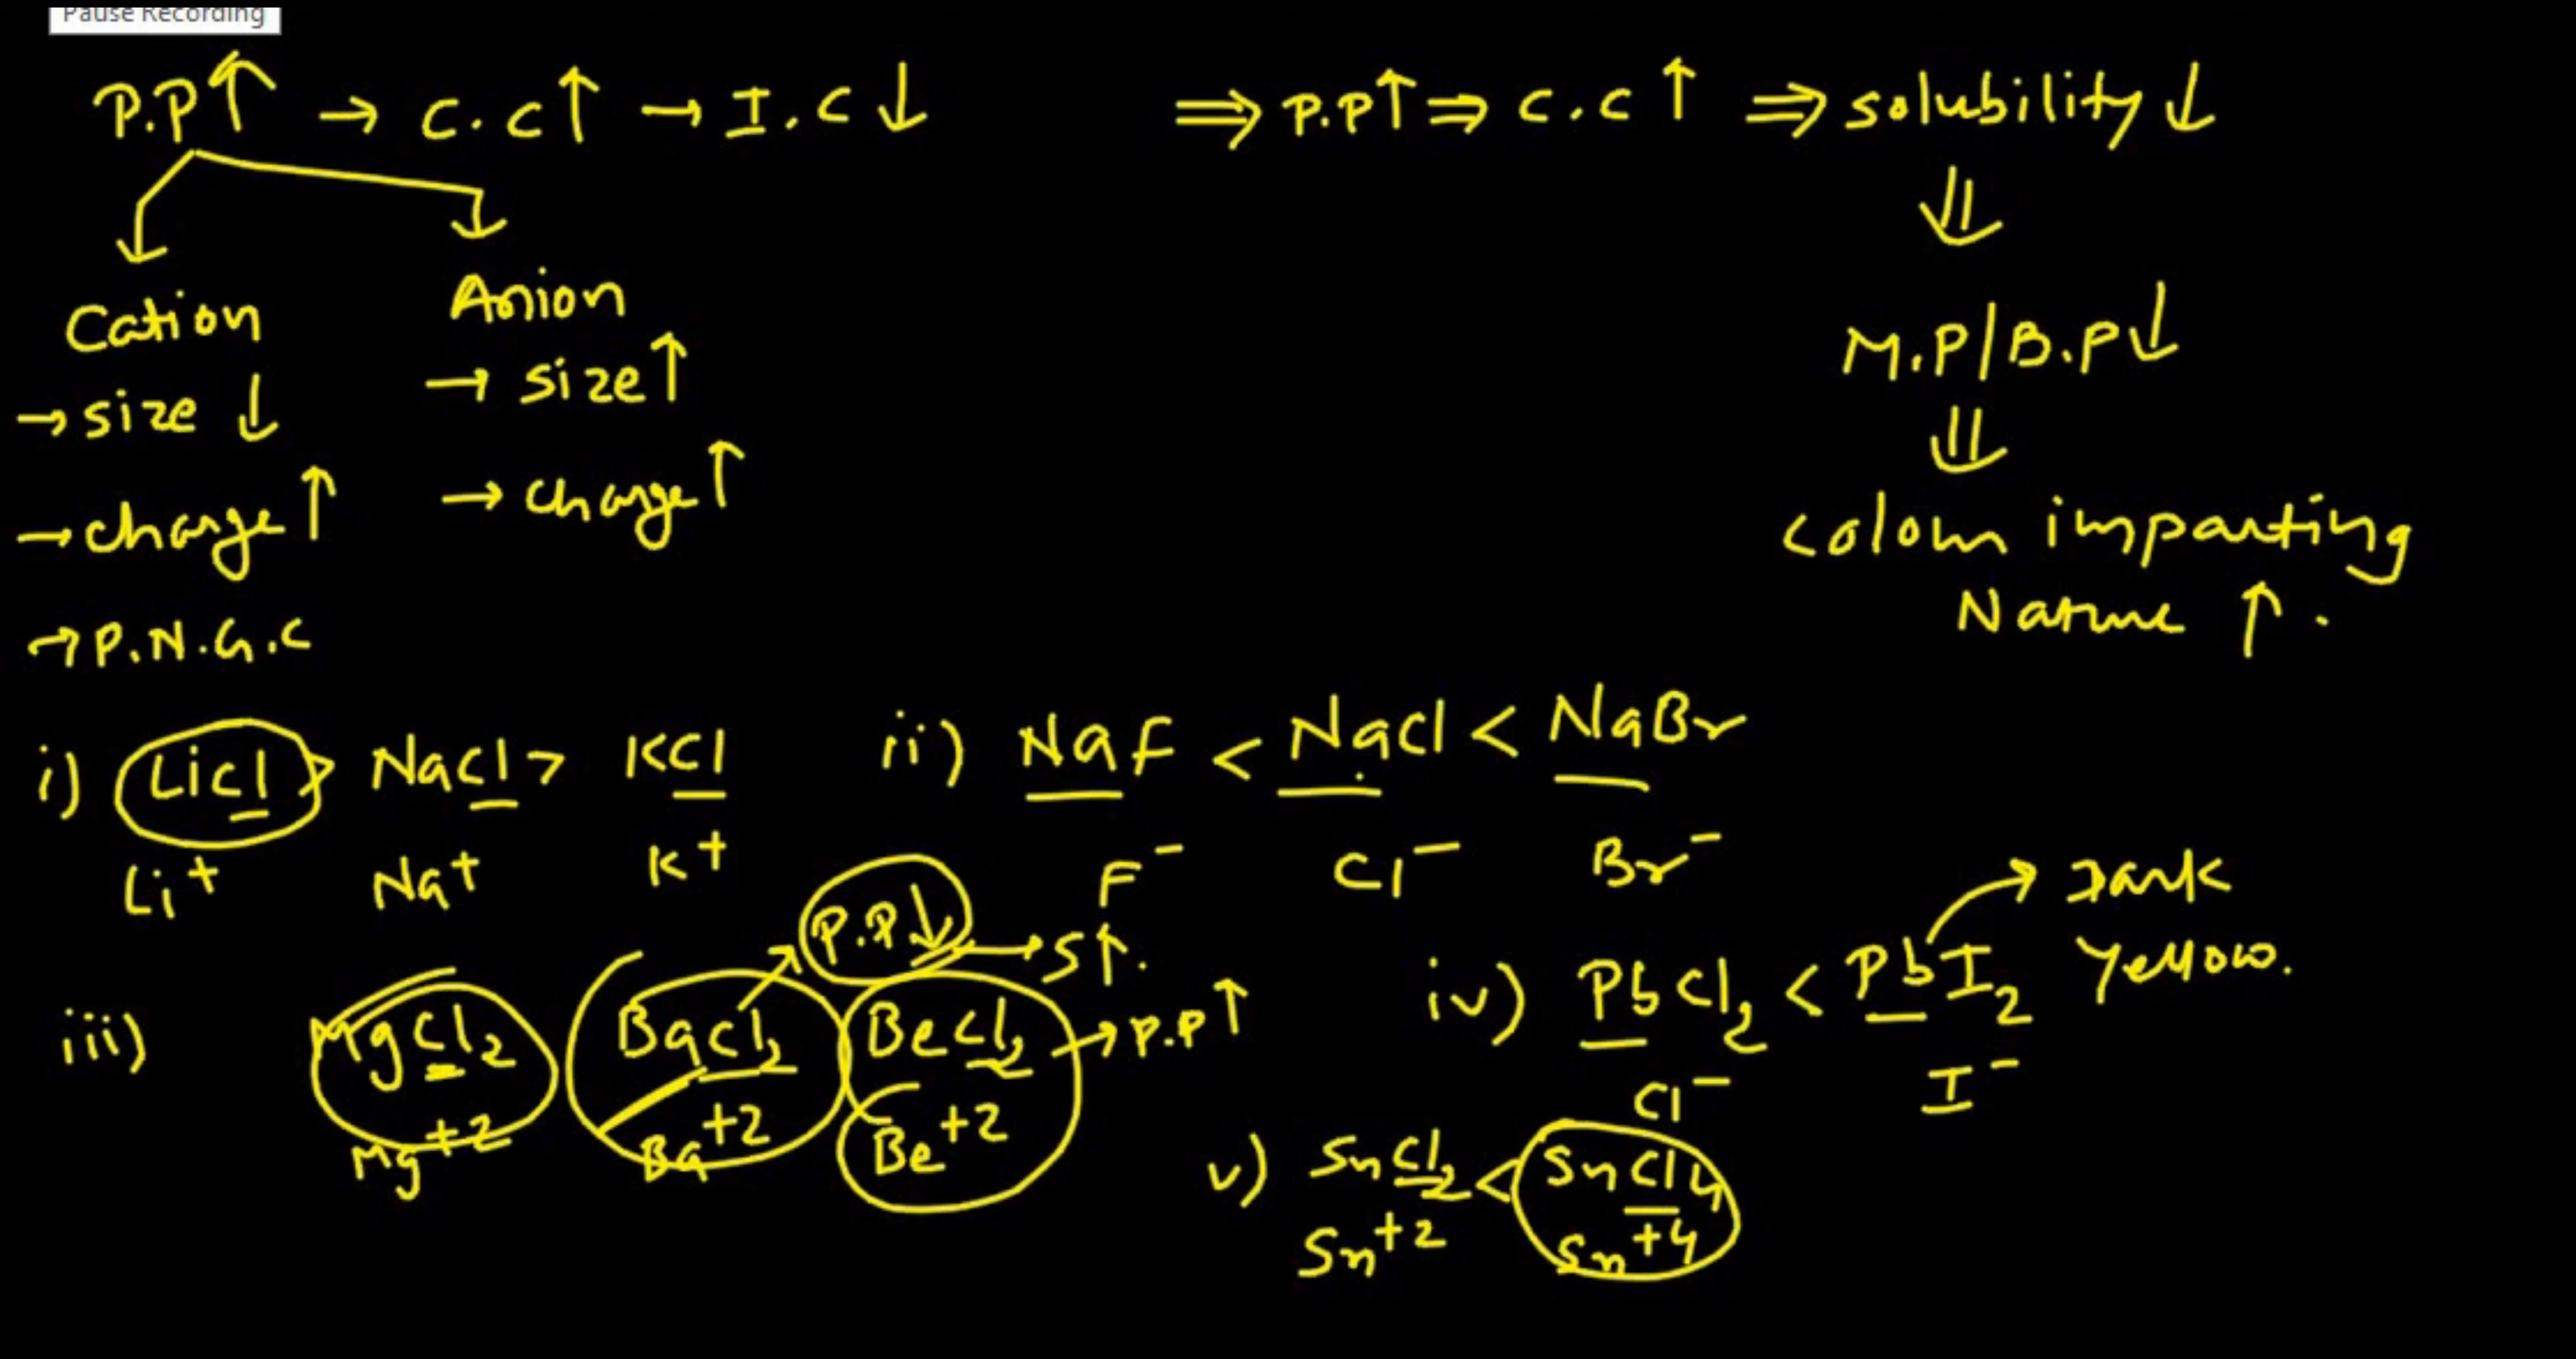 Pause Recording
P.P↑ → C.C↑ → I.C↓
⇒ P.P↑ ⇒ C.C↑ ⇒ solubility↓
⇓
M.P/B.P↓
⇓
Colour imparting
Nature ↑.
Cation
→ size ↓
→ charge↑
→ P.N.G.C
Anion
→ size↑
→ charge↑
i) LiCl > NaCl > KCl
Li+ Na+ K+
ii) NaF < NaCl < NaBr
F− Cl− Br−
P.P↓ → S↑.
iii) MgCl2 BaCl2 BeCl2 → P.P↑
Mg+2 Ba+2 Be+2
iv) PbCl2 < PbI2 → Dark
Yellow.
Cl− I−
v) SnCl2 < SnCl4
Sn+2 Sn+4